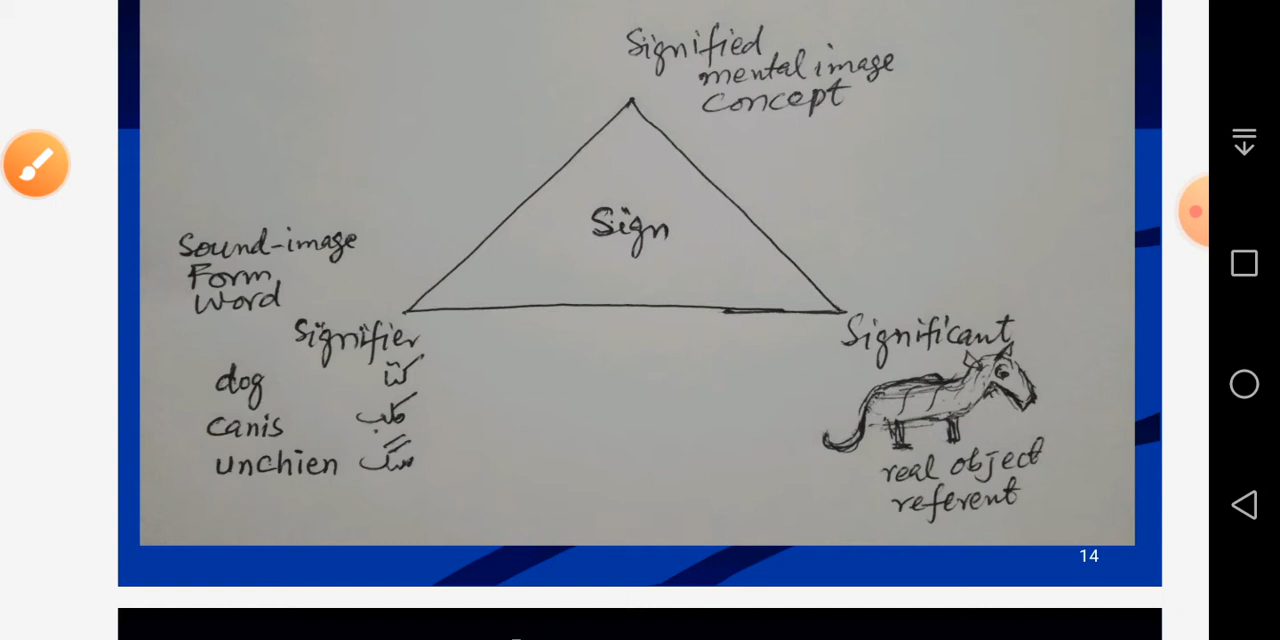 Signified
mental image
concept
Sign
Sound-image
Form
word
Signifier
Significant
dog کتا
canis کلب
unchien سگ
real object
referent
14